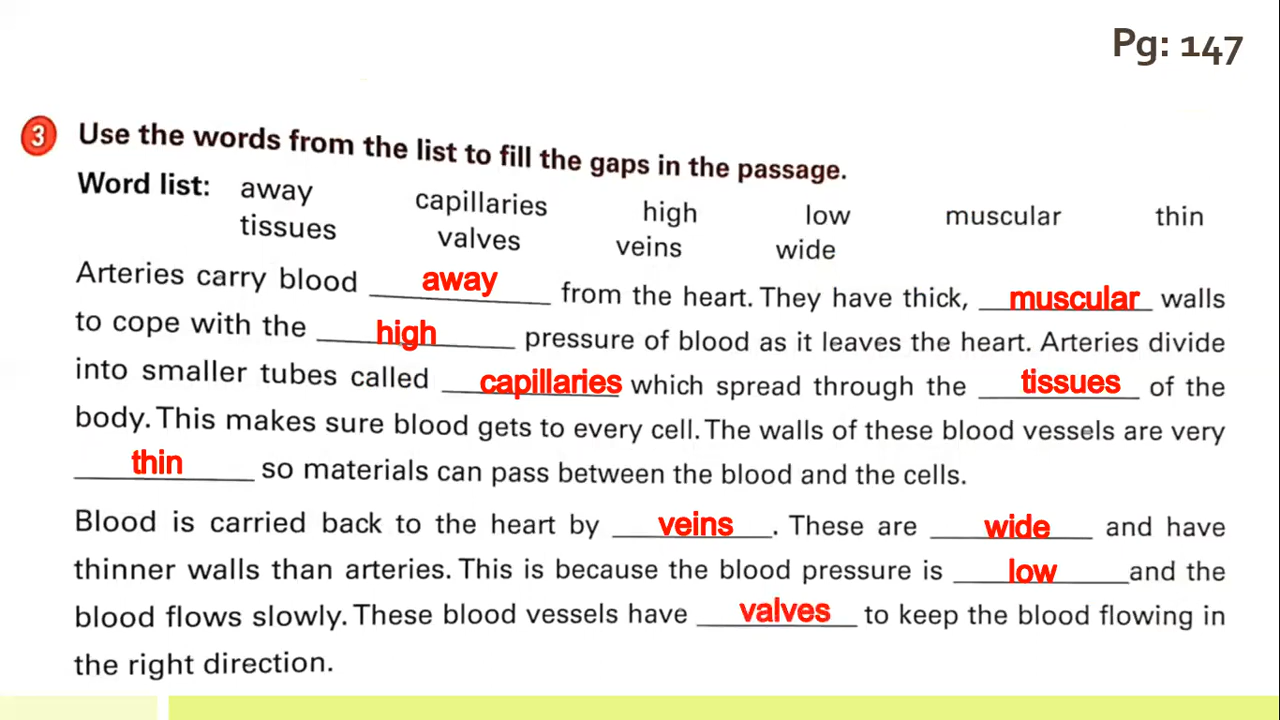 Pg: 147
3 Use the words from the list to fill the gaps in the passage.
Word list: away capillaries high low muscular thin
tissues valves veins wide
Arteries carry blood away from the heart. They have thick, muscular walls
to cope with the high pressure of blood as it leaves the heart. Arteries divide
into smaller tubes called capillaries which spread through the tissues of the
body. This makes sure blood gets to every cell. The walls of these blood vessels are very
thin so materials can pass between the blood and the cells.
Blood is carried back to the heart by veins. These are wide and have
thinner walls than arteries. This is because the blood pressure is low and the
blood flows slowly. These blood vessels have valves to keep the blood flowing in
the right direction.